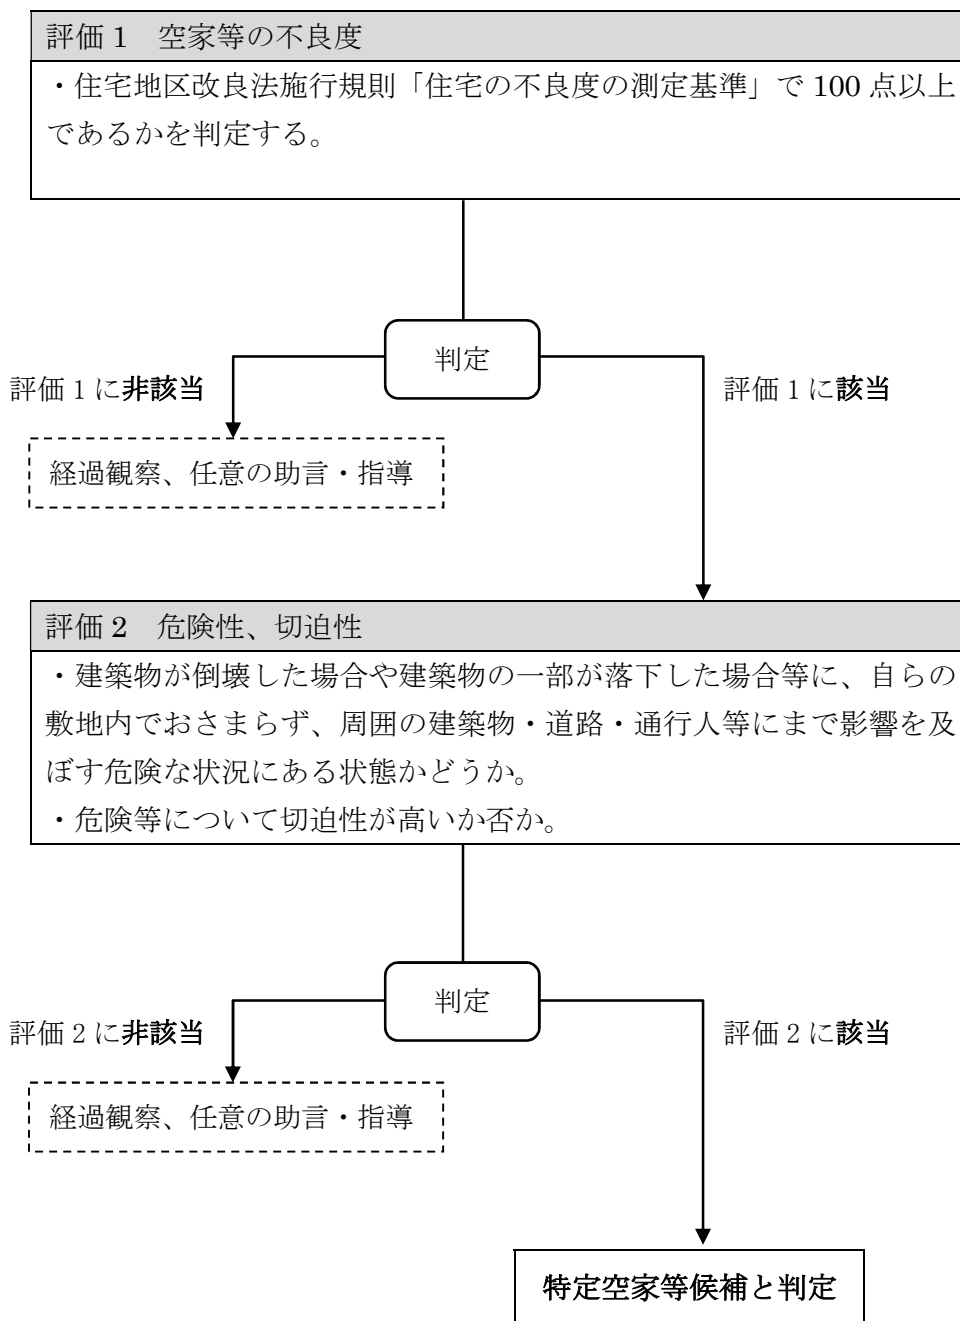 評価 1　空家等の不良度
・住宅地区改良法施行規則「住宅の不良度の測定基準」で 100 点以上
であるかを判定する。
判定
評価 1 に非該当
評価 1 に該当
経過観察、任意の助言・指導
評価 2　危険性、切迫性
・建築物が倒壊した場合や建築物の一部が落下した場合等に、自らの
敷地内でおさまらず、周囲の建築物・道路・通行人等にまで影響を及
ぼす危険な状況にある状態かどうか。
・危険等について切迫性が高いか否か。
判定
評価 2 に非該当
評価 2 に該当
経過観察、任意の助言・指導
特定空家等候補と判定